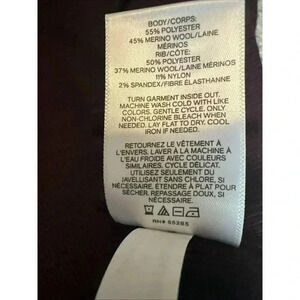 BODY/CORPS:
55% POLYESTER
45% MERINO WOOL/LAINE
MÉRINOS
RIB/CÔTE:
50% POLYESTER
37% MERINO WOOL/LAINE MÉRINOS
11% NYLON
2% SPANDEX/FIBRE ÉLASTHANNE
TURN GARMENT INSIDE OUT.
MACHINE WASH COLD WITH LIKE
COLORS. GENTLE CYCLE. ONLY
NON-CHLORINE BLEACH WHEN
NEEDED. LAY FLAT TO DRY. COOL
IRON IF NEEDED.
RETOURNEZ LE VÊTEMENT À
L'ENVERS. LAVER À LA MACHINE À
L'EAU FROIDE AVEC COULEURS
SIMILAIRES. CYCLE DÉLICAT.
UTILISEZ SEULEMENT DU
JAVELLISANT SANS CHLORE SI
NÉCESSAIRE. ÉTENDRE À PLAT POUR
SÉCHER. REPASSAGE DOUX, SI
NÉCESSAIRE.
RN#